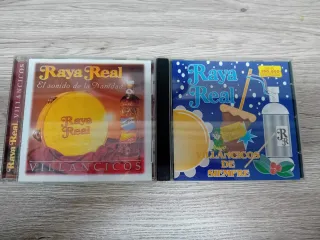 Raya Real VILLANCICOS
Raya Real
El sonido de la Navidad
Raya
Real
VILLANCICOS
Raya
Real
VILLANCICOS DE
SIEMPRE